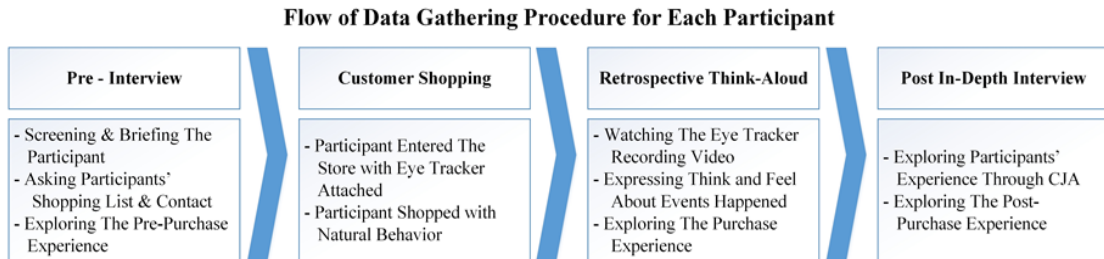 Flow of Data Gathering Procedure for Each Participant
Pre - Interview
- Screening & Briefing The
Participant
- Asking Participants'
Shopping List & Contact
- Exploring The Pre-Purchase
Experience
Customer Shopping
- Participant Entered The
Store with Eye Tracker
Attached
- Participant Shopped with
Natural Behavior
Retrospective Think-Aloud
- Watching The Eye Tracker
Recording Video
- Expressing Think and Feel
About Events Happened
- Exploring The Purchase
Experience
Post In-Depth Interview
- Exploring Participants'
Experience Through CJA
- Exploring The Post-
Purchase Experience